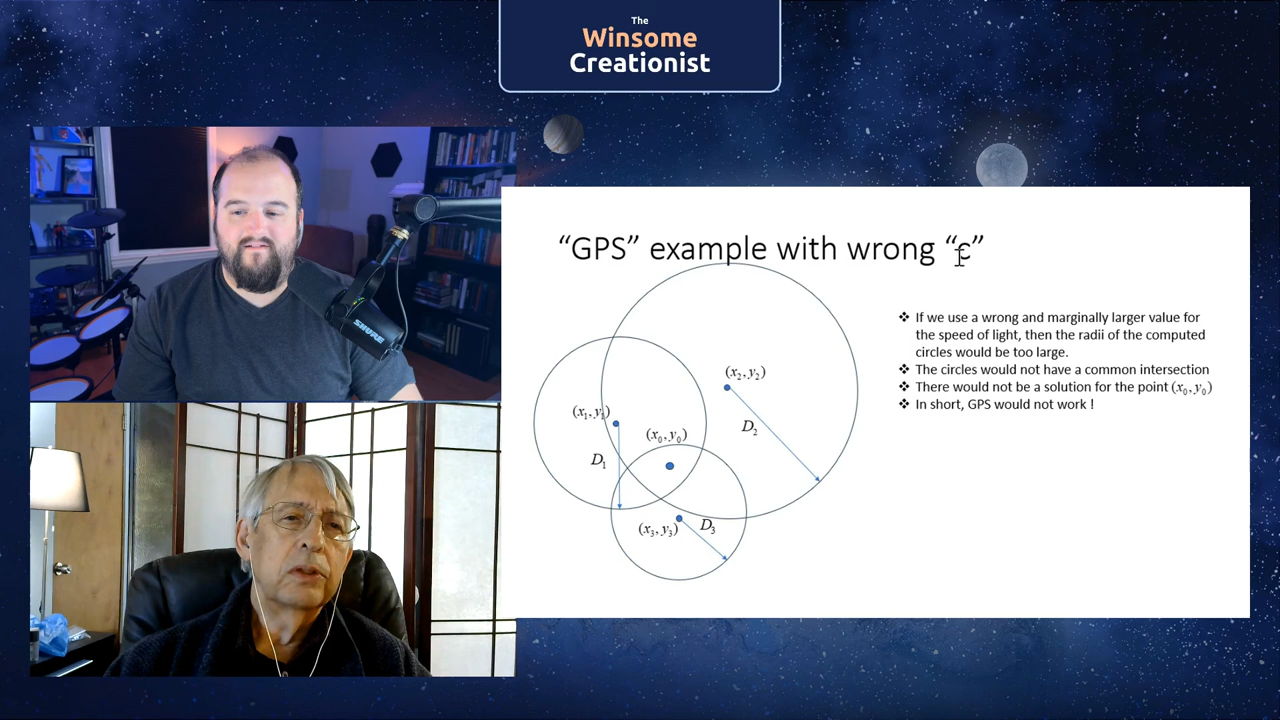 The
Winsome
Creationist
SHURE
“GPS” example with wrong “c”
❖ If we use a wrong and marginally larger value for
the speed of light, then the radii of the computed
circles would be too large.
❖ The circles would not have a common intersection
❖ There would not be a solution for the point (x₀, y₀)
❖ In short, GPS would not work !
(x₂, y₂)
(x₁, y₁)
D₂
(x₀, y₀)
D₁
(x₃, y₃)
D₃